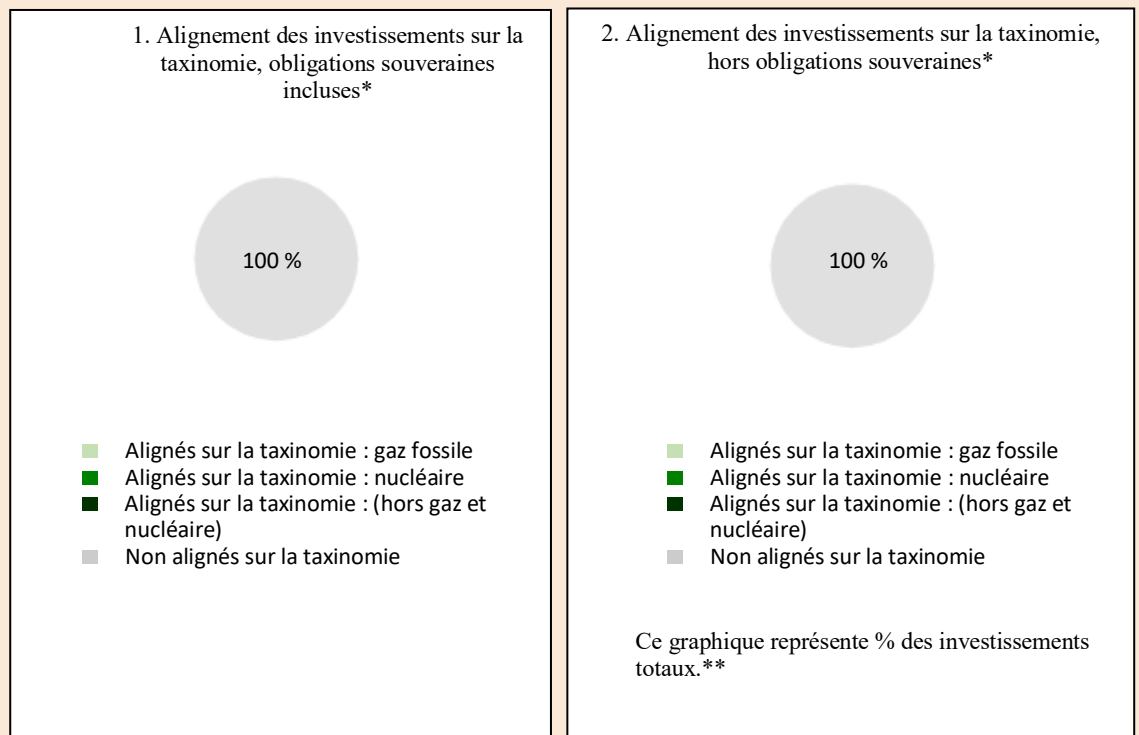 1. Alignement des investissements sur la
taxinomie, obligations souveraines
incluses*
100 %
Alignés sur la taxinomie : gaz fossile
Alignés sur la taxinomie : nucléaire
Alignés sur la taxinomie : (hors gaz et
nucléaire)
Non alignés sur la taxinomie
2. Alignement des investissements sur la taxinomie,
hors obligations souveraines*
100 %
Alignés sur la taxinomie : gaz fossile
Alignés sur la taxinomie : nucléaire
Alignés sur la taxinomie : (hors gaz et
nucléaire)
Non alignés sur la taxinomie
Ce graphique représente % des investissements
totaux.**